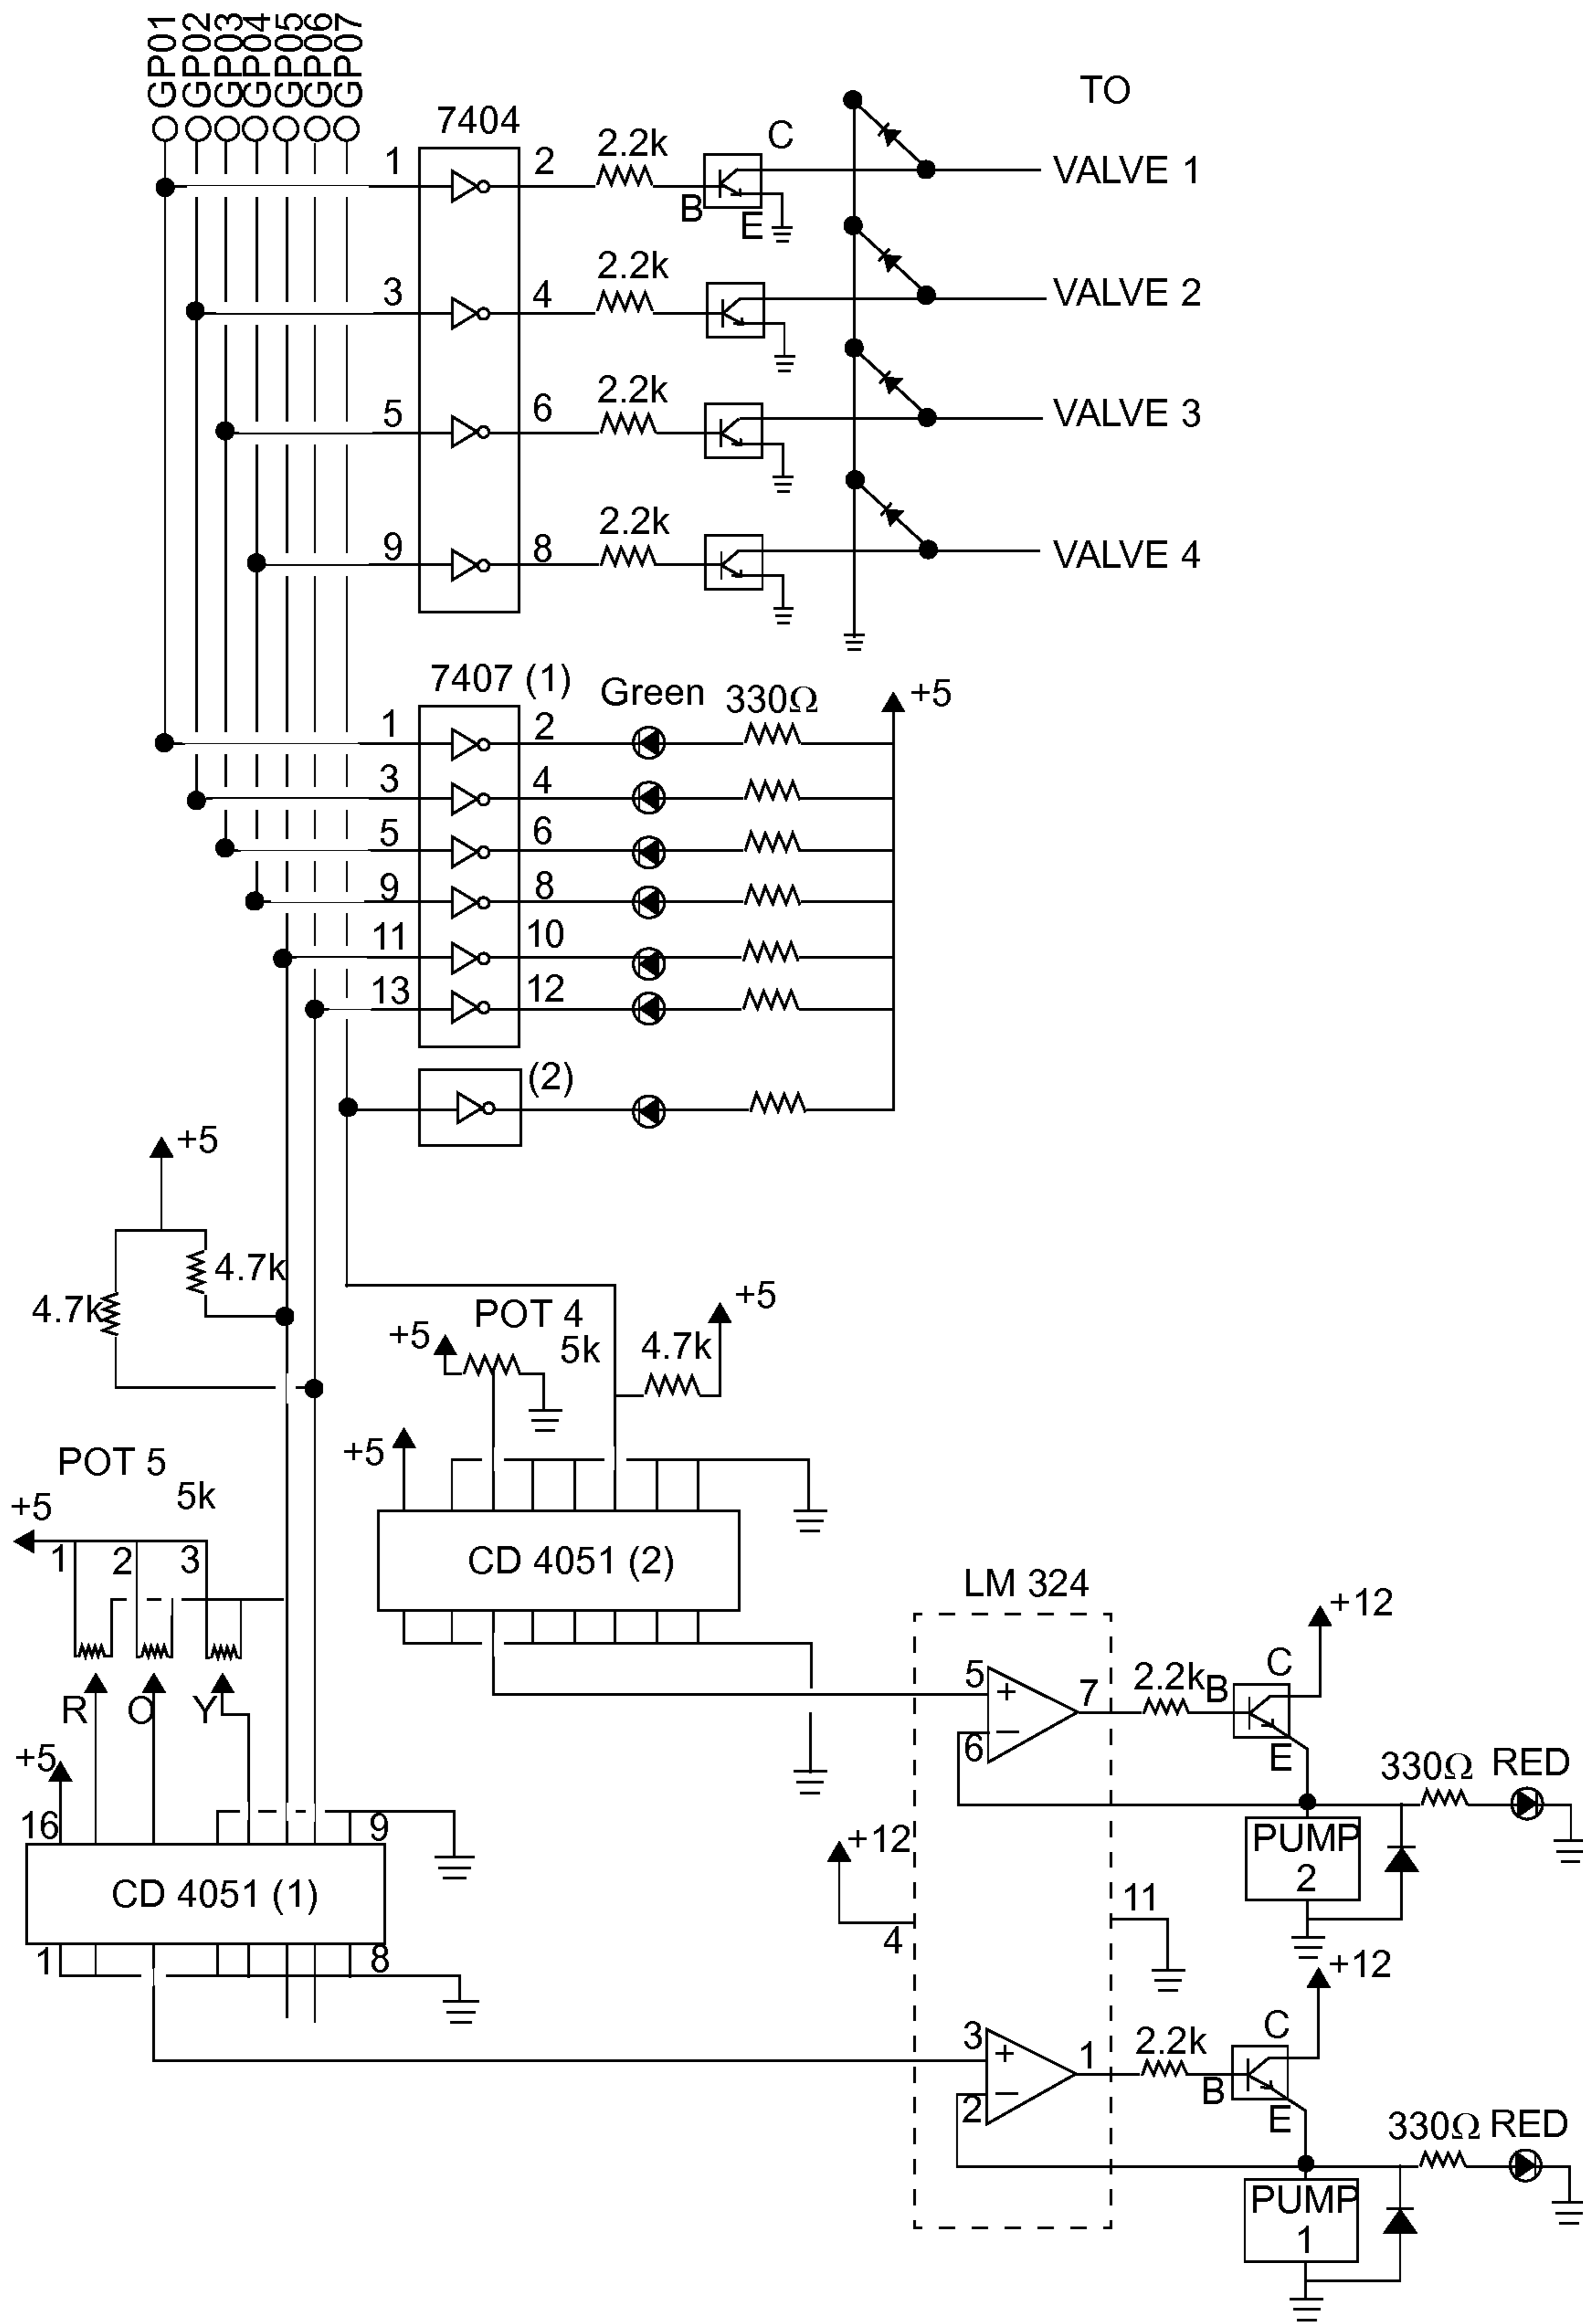 GP01
GP02
GP03
GP04
GP05
GP06
GP07
7404
TO
1 2 2.2k C
B E
VALVE 1
3 4 2.2k
VALVE 2
5 6 2.2k
VALVE 3
9 8 2.2k
VALVE 4
7407 (1) Green 330Ω +5
1 2
3 4
5 6
9 8
11 10
13 12
(2)
+5
4.7k
4.7k
POT 4
+5 5k 4.7k +5
POT 5
5k
+5
+5
1 2 3
CD 4051 (2)
LM 324
+12
R O Y
5 + 7 2.2k B C
6 − E
330Ω RED
+5
16 9
PUMP
2
CD 4051 (1)
+12
4
11
1 8
+12
3 + 1 2.2k C
2 − B E
330Ω RED
PUMP
1